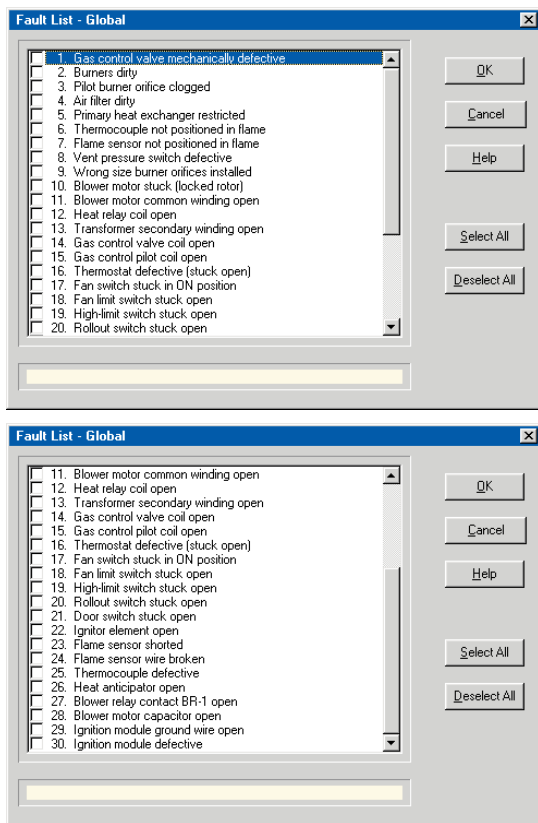 Fault List - Global
1. Gas control valve mechanically defective
2. Burners dirty
3. Pilot burner orifice clogged
4. Air filter dirty
5. Primary heat exchanger restricted
6. Thermocouple not positioned in flame
7. Flame sensor not positioned in flame
8. Vent pressure switch defective
9. Wrong size burner orifices installed
10. Blower motor stuck (locked rotor)
11. Blower motor common winding open
12. Heat relay coil open
13. Transformer secondary winding open
14. Gas control valve coil open
15. Gas control pilot coil open
16. Thermostat defective (stuck open)
17. Fan switch stuck in ON position
18. Fan limit switch stuck open
19. High-limit switch stuck open
20. Rollout switch stuck open
OK
Cancel
Help
Select All
Deselect All
Fault List - Global
11. Blower motor common winding open
12. Heat relay coil open
13. Transformer secondary winding open
14. Gas control valve coil open
15. Gas control pilot coil open
16. Thermostat defective (stuck open)
17. Fan switch stuck in ON position
18. Fan limit switch stuck open
19. High-limit switch stuck open
20. Rollout switch stuck open
21. Door switch stuck open
22. Ignitor element open
23. Flame sensor shorted
24. Flame sensor wire broken
25. Thermocouple defective
26. Heat anticipator open
27. Blower relay contact BR-1 open
28. Blower motor capacitor open
29. Ignition module ground wire open
30. Ignition module defective
OK
Cancel
Help
Select All
Deselect All